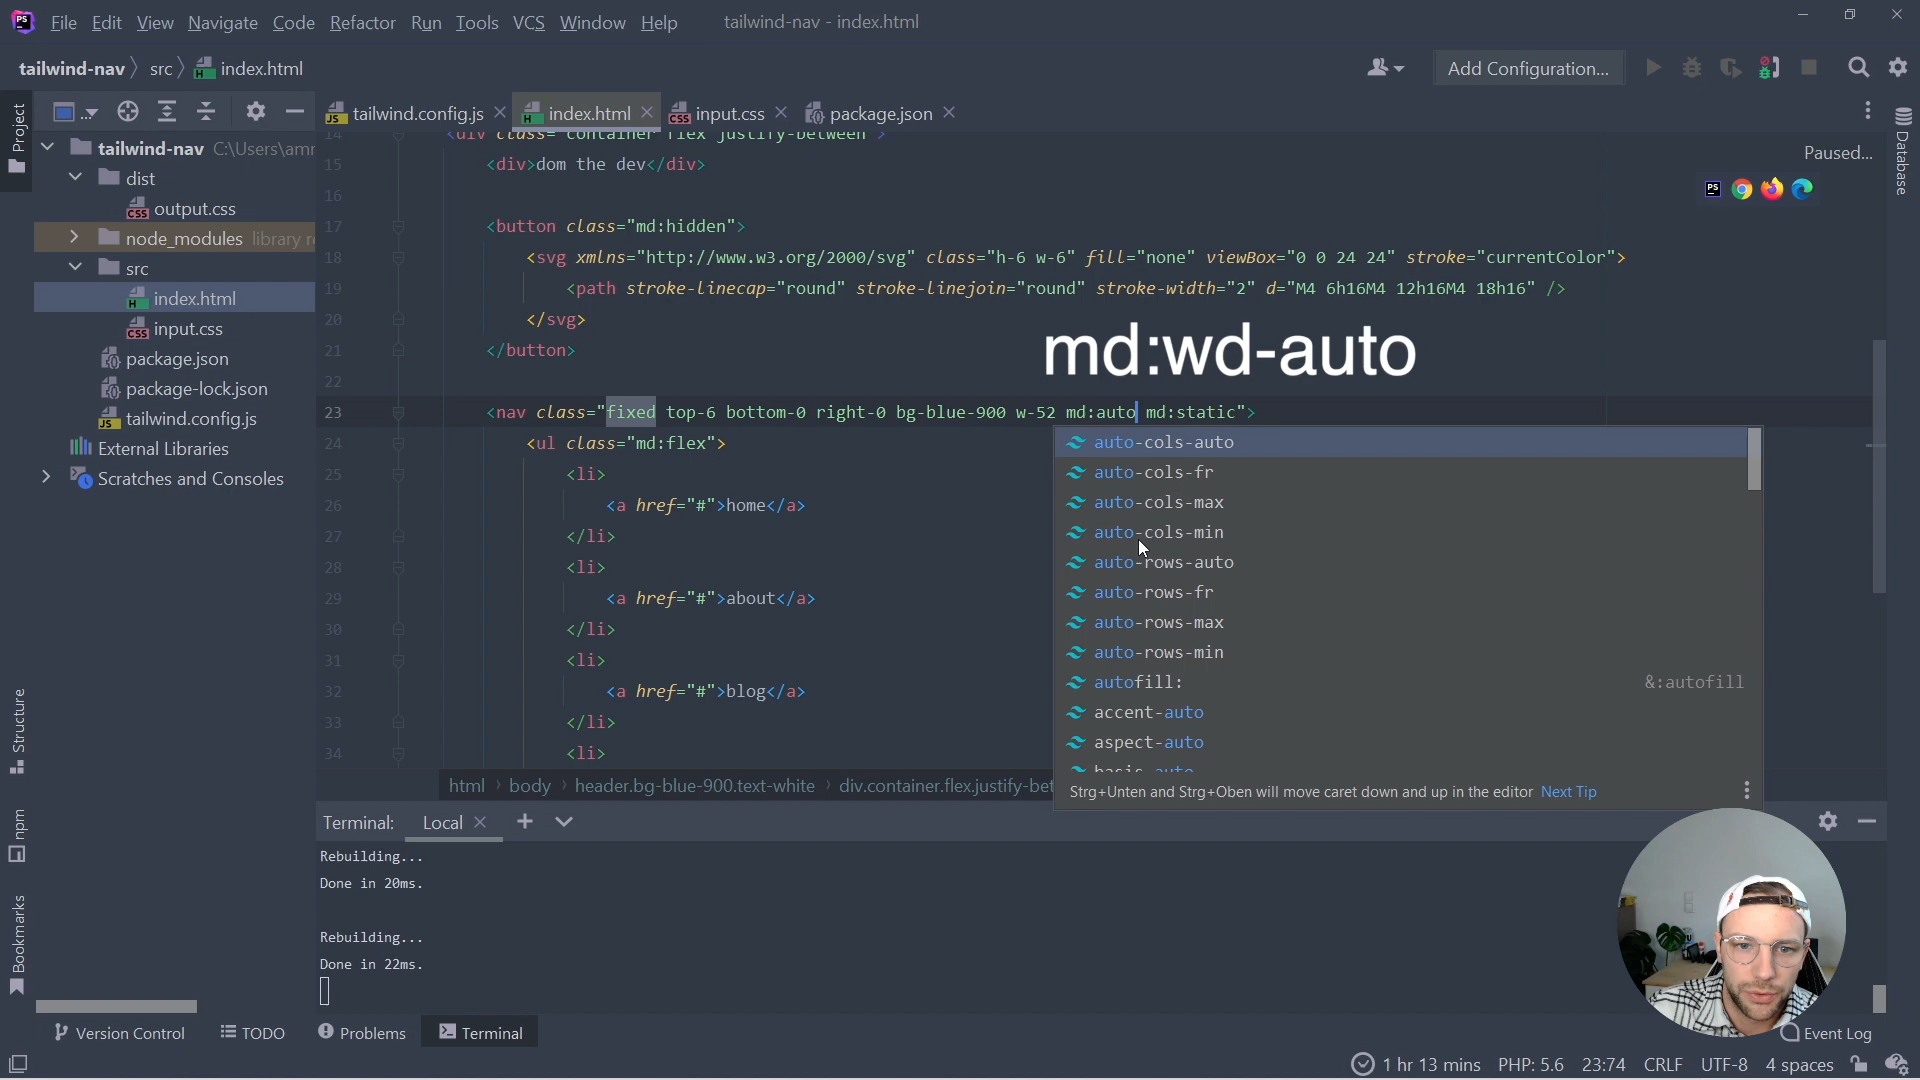 PS File Edit View Navigate Code Refactor Run Tools VCS Window Help tailwind-nav - index.html
tailwind-nav src index.html Add Configuration...
Project
tailwind.config.js index.html input.css package.json
Database
tailwind-nav C:\Users\amr
dist
output.css
node_modules library r
src
index.html
input.css
package.json
package-lock.json
tailwind.config.js
External Libraries
Scratches and Consoles
Structure
npm
Bookmarks
Paused...
14 <div class="container flex justify-between">
15 <div>dom the dev</div>
16
17 <button class="md:hidden">
18 <svg xmlns="http://www.w3.org/2000/svg" class="h-6 w-6" fill="none" viewBox="0 0 24 24" stroke="currentColor">
19 <path stroke-linecap="round" stroke-linejoin="round" stroke-width="2" d="M4 6h16M4 12h16M4 18h16" />
20 </svg>
21 </button>
md:wd-auto
22
23 <nav class="fixed top-6 bottom-0 right-0 bg-blue-900 w-52 md:auto md:static">
24 <ul class="md:flex">
25 <li>
26 <a href="#">home</a>
27 </li>
28 <li>
29 <a href="#">about</a>
30 </li>
31 <li>
32 <a href="#">blog</a>
33 </li>
34 <li>
auto-cols-auto
auto-cols-fr
auto-cols-max
auto-cols-min
auto-rows-auto
auto-rows-fr
auto-rows-max
auto-rows-min
autofill: &:autofill
accent-auto
aspect-auto
basis-auto
Strg+Unten and Strg+Oben will move caret down and up in the editor Next Tip
html body header.bg-blue-900.text-white div.container.flex.justify-bet
Terminal: Local
Rebuilding...
Done in 20ms.
Rebuilding...
Done in 22ms.
Version Control TODO Problems Terminal Event Log
1 hr 13 mins PHP: 5.6 23:74 CRLF UTF-8 4 spaces